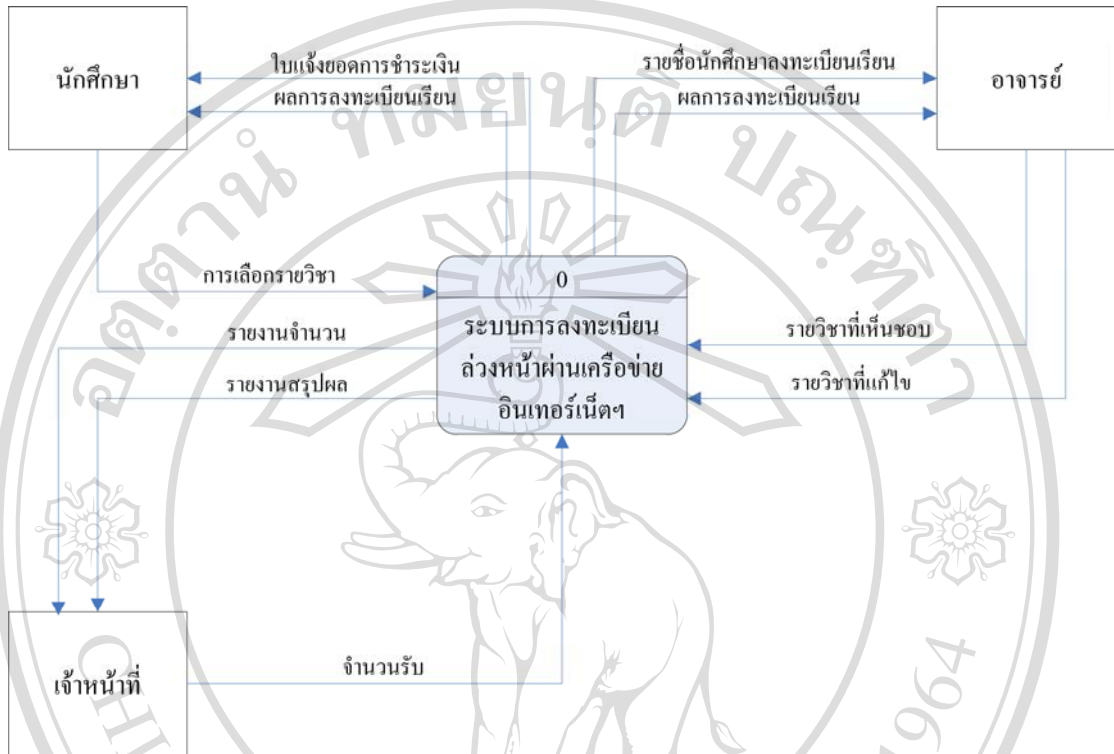 นักศึกษา
ใบแจ้งยอดการชำระเงิน
ผลการลงทะเบียนเรียน
รายชื่อนักศึกษาลงทะเบียนเรียน
ผลการลงทะเบียนเรียน
อาจารย์
การเลือกรายวิชา
รายงานจำนวน
รายงานสรุปผล
0
ระบบการลงทะเบียน
ล่วงหน้าผ่านเครือข่าย
อินเทอร์เน็ตฯ
รายวิชาที่เห็นชอบ
รายวิชาที่แก้ไข
เจ้าหน้าที่
จำนวนรับ
1964